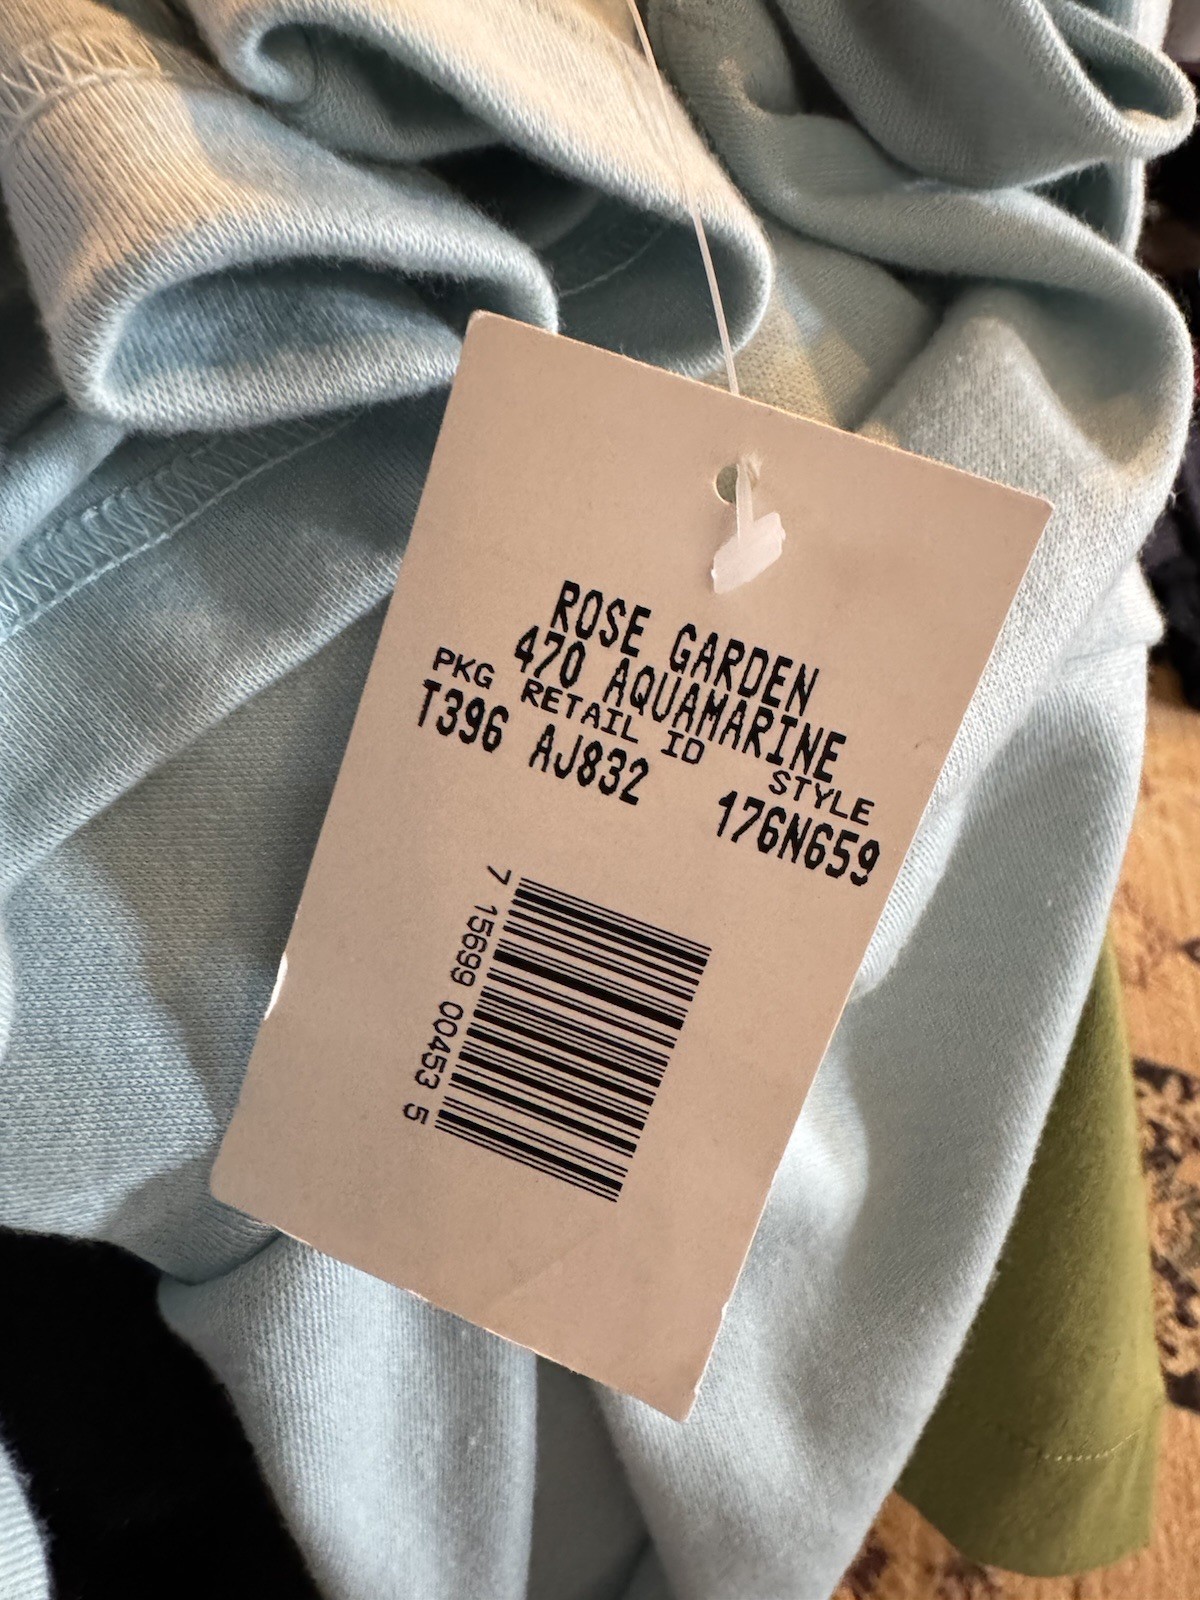 ROSE GARDEN
470 AQUAMARINE
PKG RETAIL ID STYLE
T396 AJ832 176N659
7 15699 00453 5